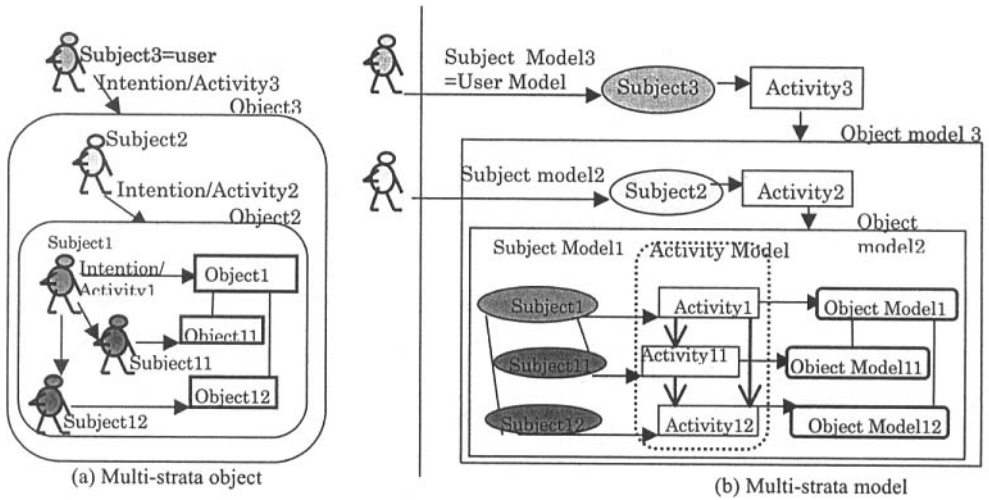 Subject3=user
Intention/Activity3
Object3
Subject2
Intention/Activity2
Object2
Subject1
Intention/
Activity1
Object1
Object11
Subject11
Object12
Subject12
(a) Multi-strata object
Subject Model3
=User Model
Subject3
Activity3
Object model 3
Subject model2
Subject2
Activity2
Object
model2
Subject Model1
Activity Model
Subject1
Activity1
Object Model1
Subject11
Activity11
Object Model11
Subject12
Activity12
Object Model12
(b) Multi-strata model